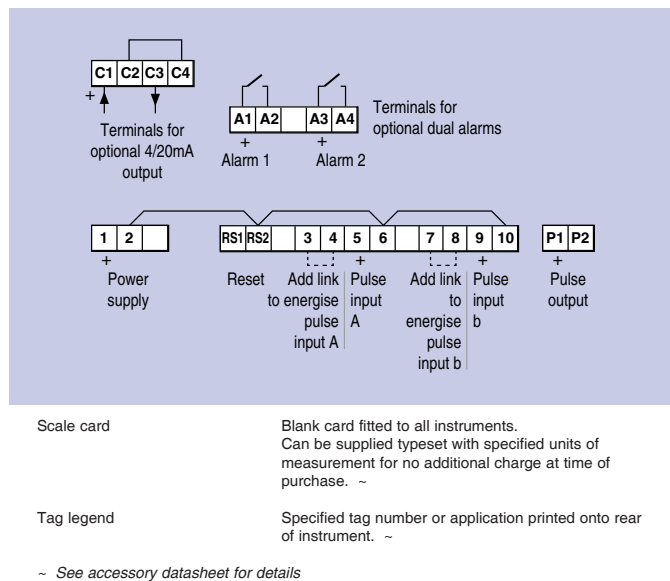 C1 C2 C3 C4
+
Terminals for
optional 4/20mA
output
A1 A2 A3 A4
+ +
Alarm 1 Alarm 2
Terminals for
optional dual alarms
1 2 RS1 RS2 3 4 5 6 7 8 9 10 P1 P2
+ + + +
Power
supply
Reset
Add link
to energise
pulse
input A
Pulse
input
A
Add link
to
energise
pulse
input b
Pulse
input
b
Pulse
output
Scale card
Blank card fitted to all instruments.
Can be supplied typeset with specified units of
measurement for no additional charge at time of
purchase. ~
Tag legend
Specified tag number or application printed onto rear
of instrument. ~
~ See accessory datasheet for details